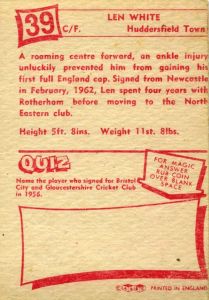 39
LEN WHITE
C/F. Huddersfield Town
A roaming centre forward, an ankle injury
unluckily prevented him from gaining his
first full England cap. Signed from Newcastle
in February, 1962, Len spent four years with
Rotherham before moving to the North
Eastern club.
Height 5ft. 8ins. Weight 11st. 8lbs.
QUIZ
Name the player who signed for Bristol
City and Gloucestershire Cricket Club
in 1956.
FOR MAGIC
ANSWER
RUB COIN
OVER BLANK
SPACE
© A&BC PRINTED IN ENGLAND